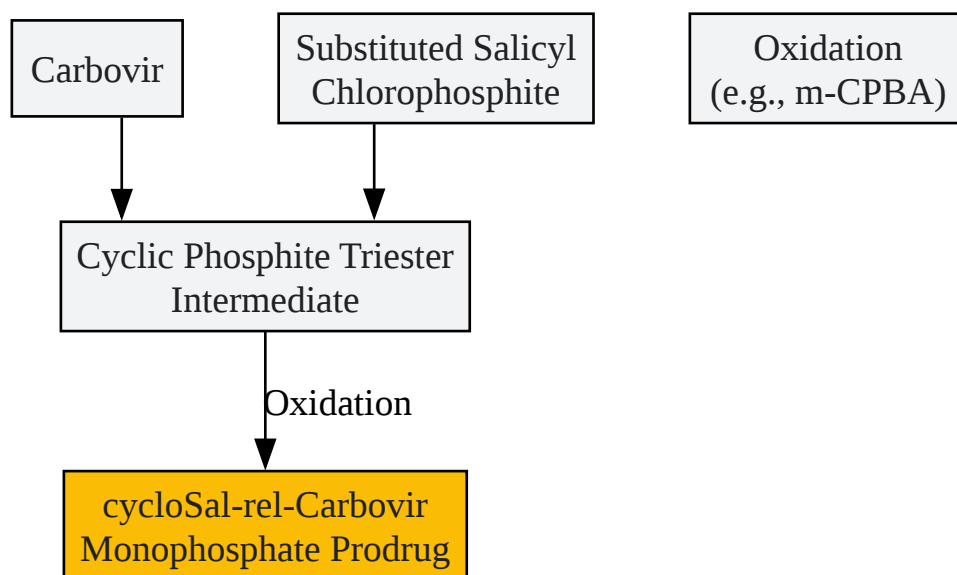 Carbovir
Substituted Salicyl
Chlorophosphite
Oxidation
(e.g., m-CPBA)
Cyclic Phosphite Triester
Intermediate
Oxidation
cycloSal-rel-Carbovir
Monophosphate Prodrug